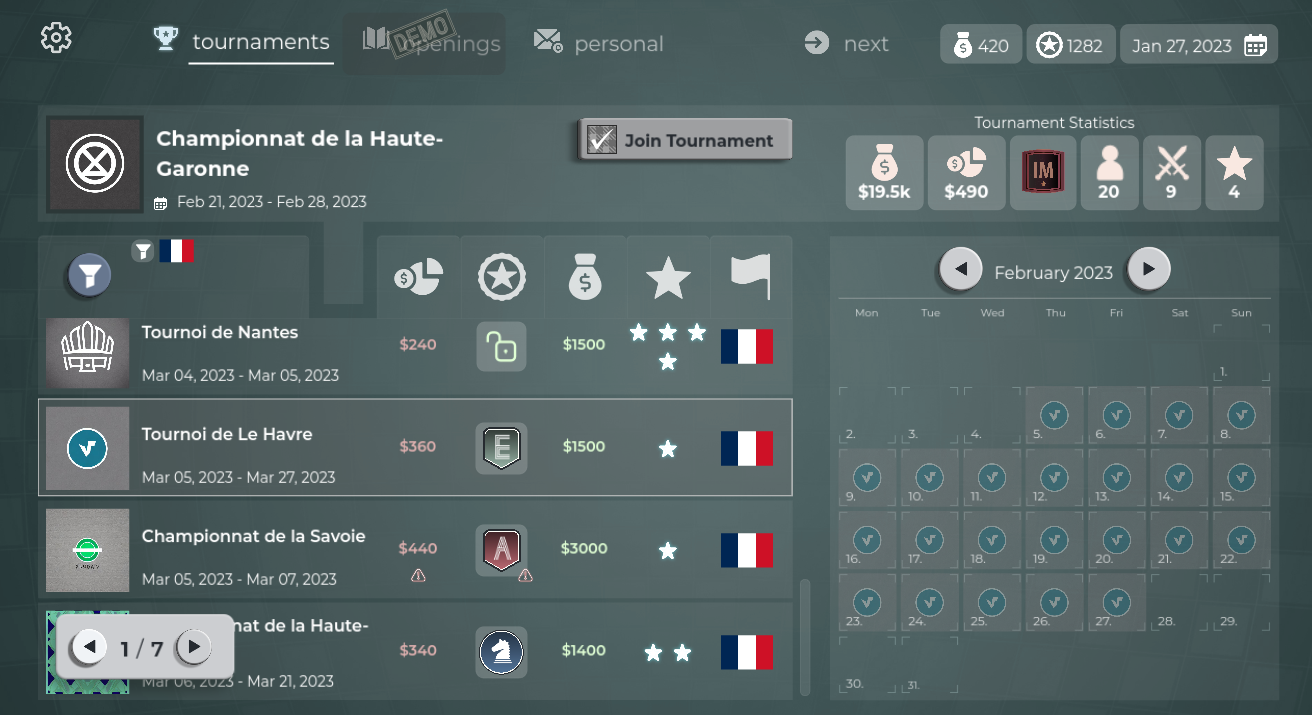 tournaments
DEMO
personal
next
420
1282
Jan 27, 2023
Championnat de la Haute-
Garonne
Feb 21, 2023 - Feb 28, 2023
Join Tournament
Tournament Statistics
$19.5k
$490
IM
20
9
4
Tournoi de Nantes
Mar 04, 2023 - Mar 05, 2023
$240
$1500
Tournoi de Le Havre
Mar 05, 2023 - Mar 27, 2023
$360
E
$1500
Championnat de la Savoie
Mar 05, 2023 - Mar 07, 2023
$440
A
$3000
de la Haute-
Mar 06, 2023 - Mar 21, 2023
$340
$1400
1 / 7
February 2023
Mon Tue Wed Thu Fri Sat Sun
1.
2. 3. 4. 5. 6. 7. 8.
9. 10. 11. 12. 13. 14. 15.
16. 17. 18. 19. 20. 21. 22.
23. 24. 25. 26. 27. 28. 29.
30. 31.